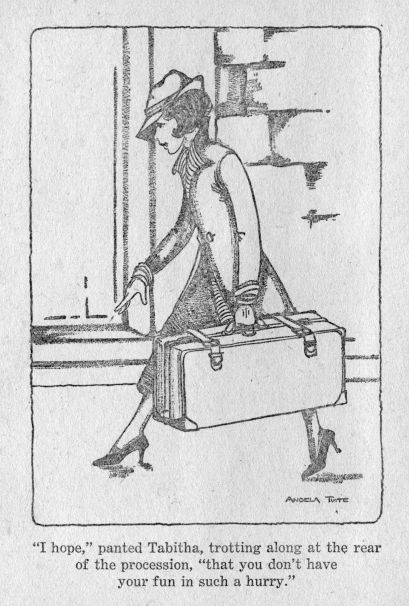 ANGELA TUTE
"I hope," panted Tabitha, trotting along at the rear
of the procession, "that you don't have
your fun in such a hurry."